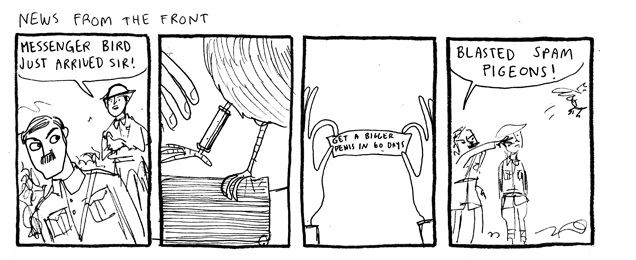 NEWS FROM THE FRONT
MESSENGER BIRD
JUST ARRIVED SIR!
GET A BIGGER
PENIS IN 60 DAYS
BLASTED SPAM
PIGEONS!